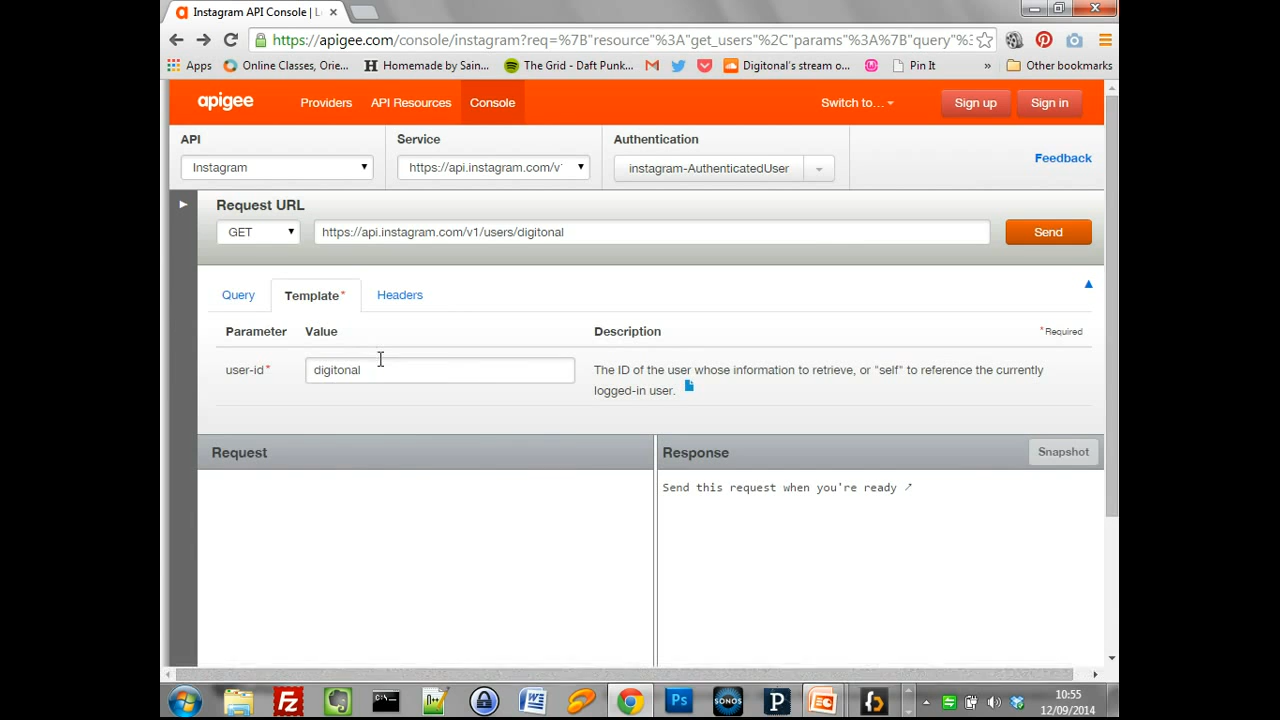 Instagram API Console | L
https://apigee.com/console/instagram?req=%7B"resource"%3A"get_users"%2C"params"%3A%7B"query"%3
Apps Online Classes, Orie... Homemade by Sain... The Grid - Daft Punk... Digitonal's stream o... Pin It » Other bookmarks
apigee Providers API Resources Console Switch to... Sign up Sign in
API Service Authentication
Instagram https://api.instagram.com/v1 instagram-AuthenticatedUser Feedback
Request URL
GET https://api.instagram.com/v1/users/digitonal Send
Query Template* Headers
Parameter Value Description *Required
user-id* digitonal The ID of the user whose information to retrieve, or "self" to reference the currently
logged-in user.
Request Response Snapshot
Send this request when you're ready ↗
10:55
12/09/2014